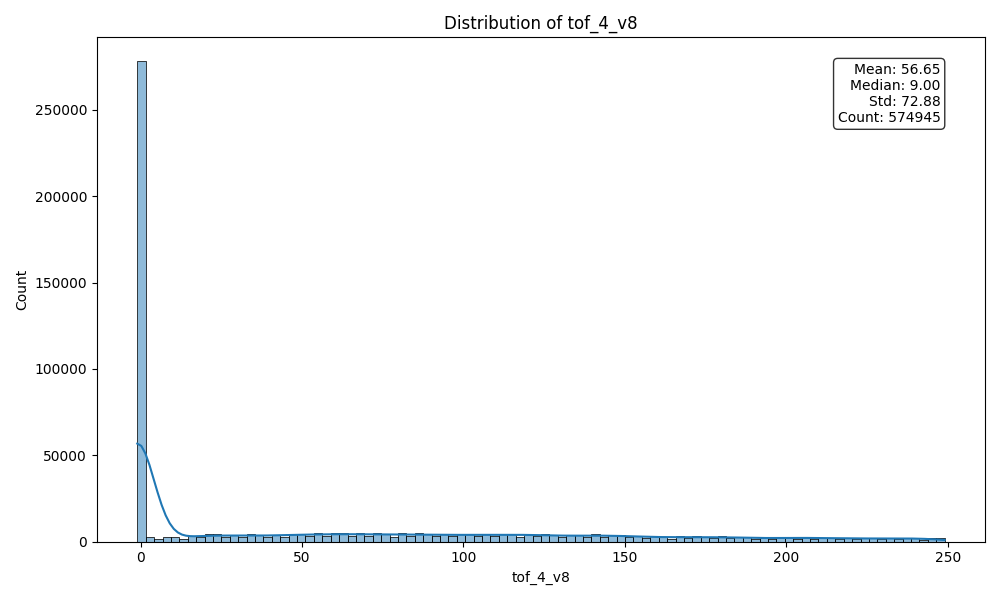 Distribution of tof_4_v8
Mean: 56.65
Median: 9.00
Std: 72.88
Count: 574945
Count
250000
200000
150000
100000
50000
0
0 50 100 150 200 250
tof_4_v8